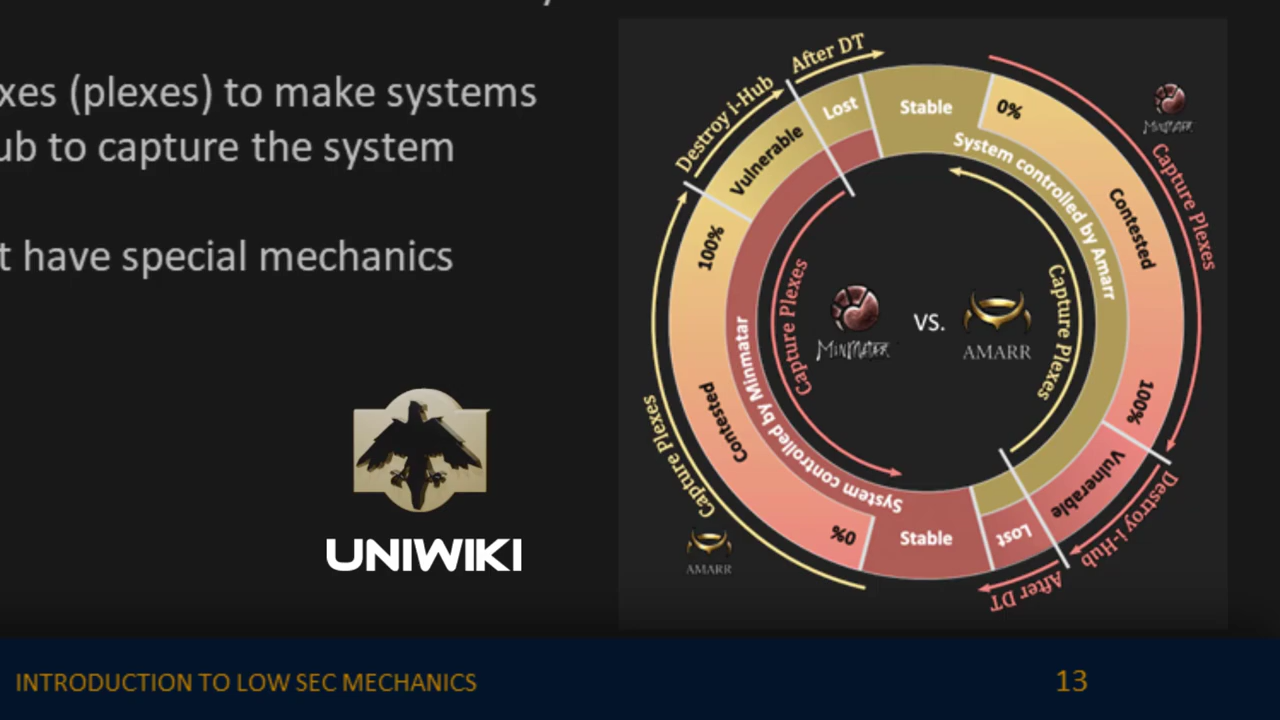 xes (plexes) to make systems
ub to capture the system
t have special mechanics
UNIWIKI
After DT
Destroy i-Hub
Lost
Stable
0%
Vulnerable
System controlled by Amarr
Contested
Capture Plexes
MINMATAR
100%
Capture Plexes
Capture Plexes
MINMATAR
VS.
AMARR
100%
Contested
System controlled by Minmatar
Capture Plexes
AMARR
0%
Stable
Lost
Vulnerable
Destroy i-Hub
After DT
INTRODUCTION TO LOW SEC MECHANICS
13